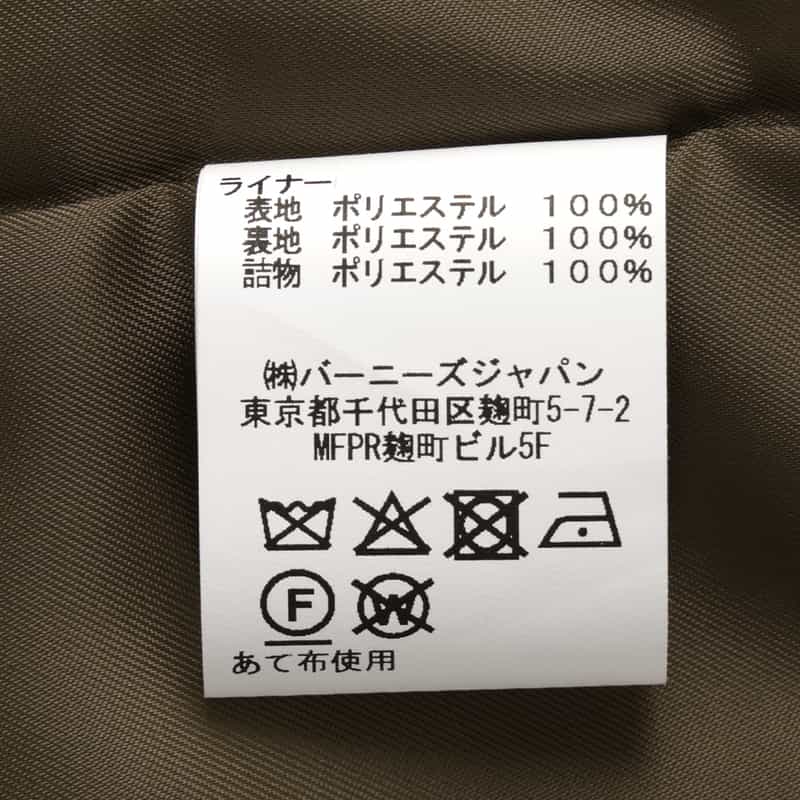 ライナー
表地 ポリエステル 100%
裏地 ポリエステル 100%
詰物 ポリエステル 100%
㈱バーニーズジャパン
東京都千代田区麹町5-7-2
MFPR麹町ビル5F
F W
あて布使用